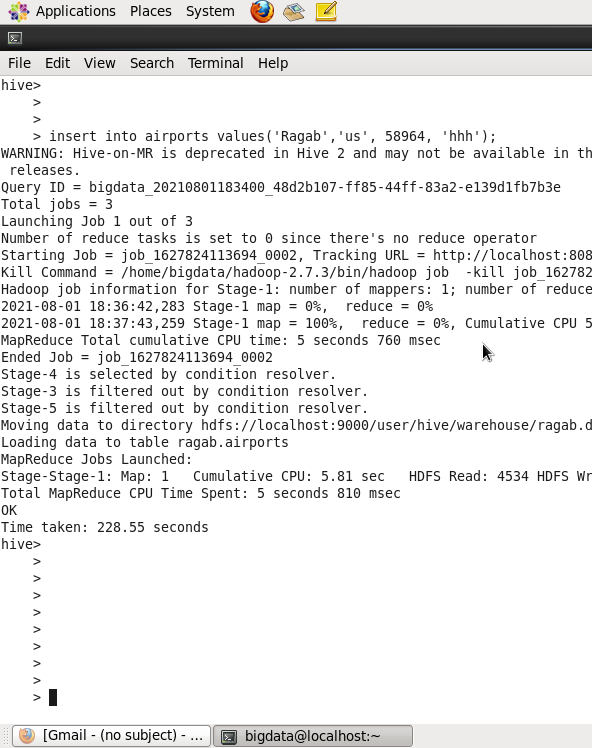 Applications Places System
File Edit View Search Terminal Help
hive>
    >
    >
    > insert into airports values('Ragab','us', 58964, 'hhh');
WARNING: Hive-on-MR is deprecated in Hive 2 and may not be available in th
 releases.
Query ID = bigdata_20210801183400_48d2b107-ff85-44ff-83a2-e139d1fb7b3e
Total jobs = 3
Launching Job 1 out of 3
Number of reduce tasks is set to 0 since there's no reduce operator
Starting Job = job_1627824113694_0002, Tracking URL = http://localhost:808
Kill Command = /home/bigdata/hadoop-2.7.3/bin/hadoop job  -kill job_162782
Hadoop job information for Stage-1: number of mappers: 1; number of reduce
2021-08-01 18:36:42,283 Stage-1 map = 0%,  reduce = 0%
2021-08-01 18:37:43,259 Stage-1 map = 100%,  reduce = 0%, Cumulative CPU 5
MapReduce Total cumulative CPU time: 5 seconds 760 msec
Ended Job = job_1627824113694_0002
Stage-4 is selected by condition resolver.
Stage-3 is filtered out by condition resolver.
Stage-5 is filtered out by condition resolver.
Moving data to directory hdfs://localhost:9000/user/hive/warehouse/ragab.d
Loading data to table ragab.airports
MapReduce Jobs Launched:
Stage-Stage-1: Map: 1   Cumulative CPU: 5.81 sec   HDFS Read: 4534 HDFS Wr
Total MapReduce CPU Time Spent: 5 seconds 810 msec
OK
Time taken: 228.55 seconds
hive>
    >
    >
    >
    >
    >
    >
    >
    >
    >
[Gmail - (no subject) - ... bigdata@localhost:~